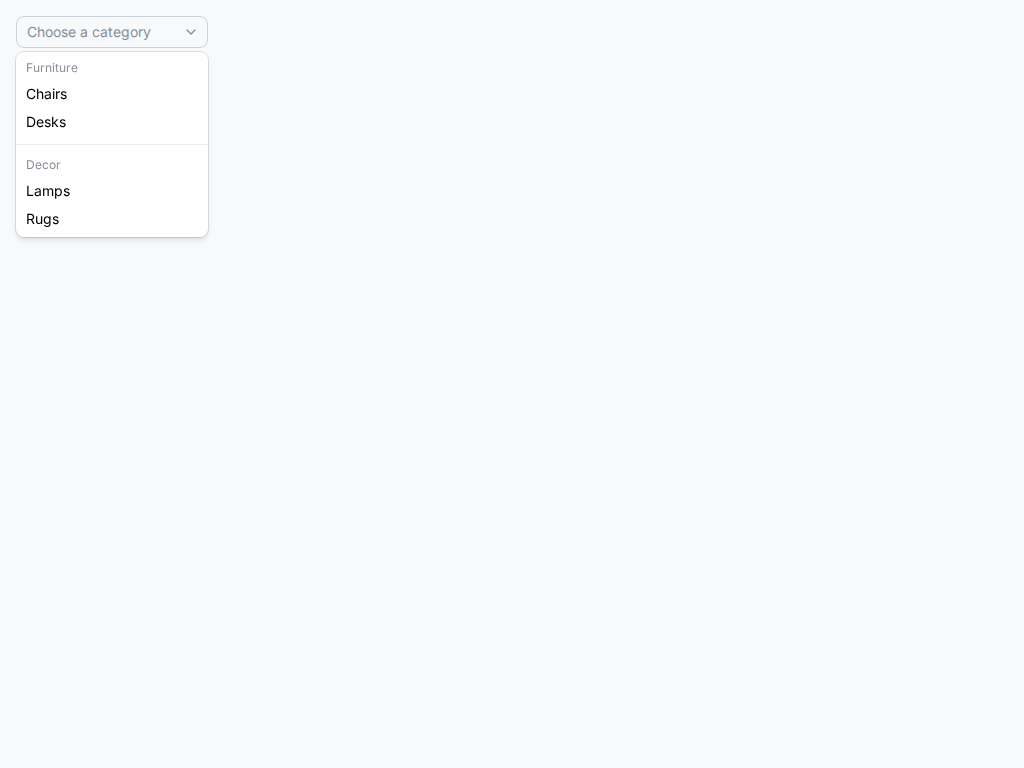 Choose a category
Furniture
Chairs
Desks
Decor
Lamps
Rugs